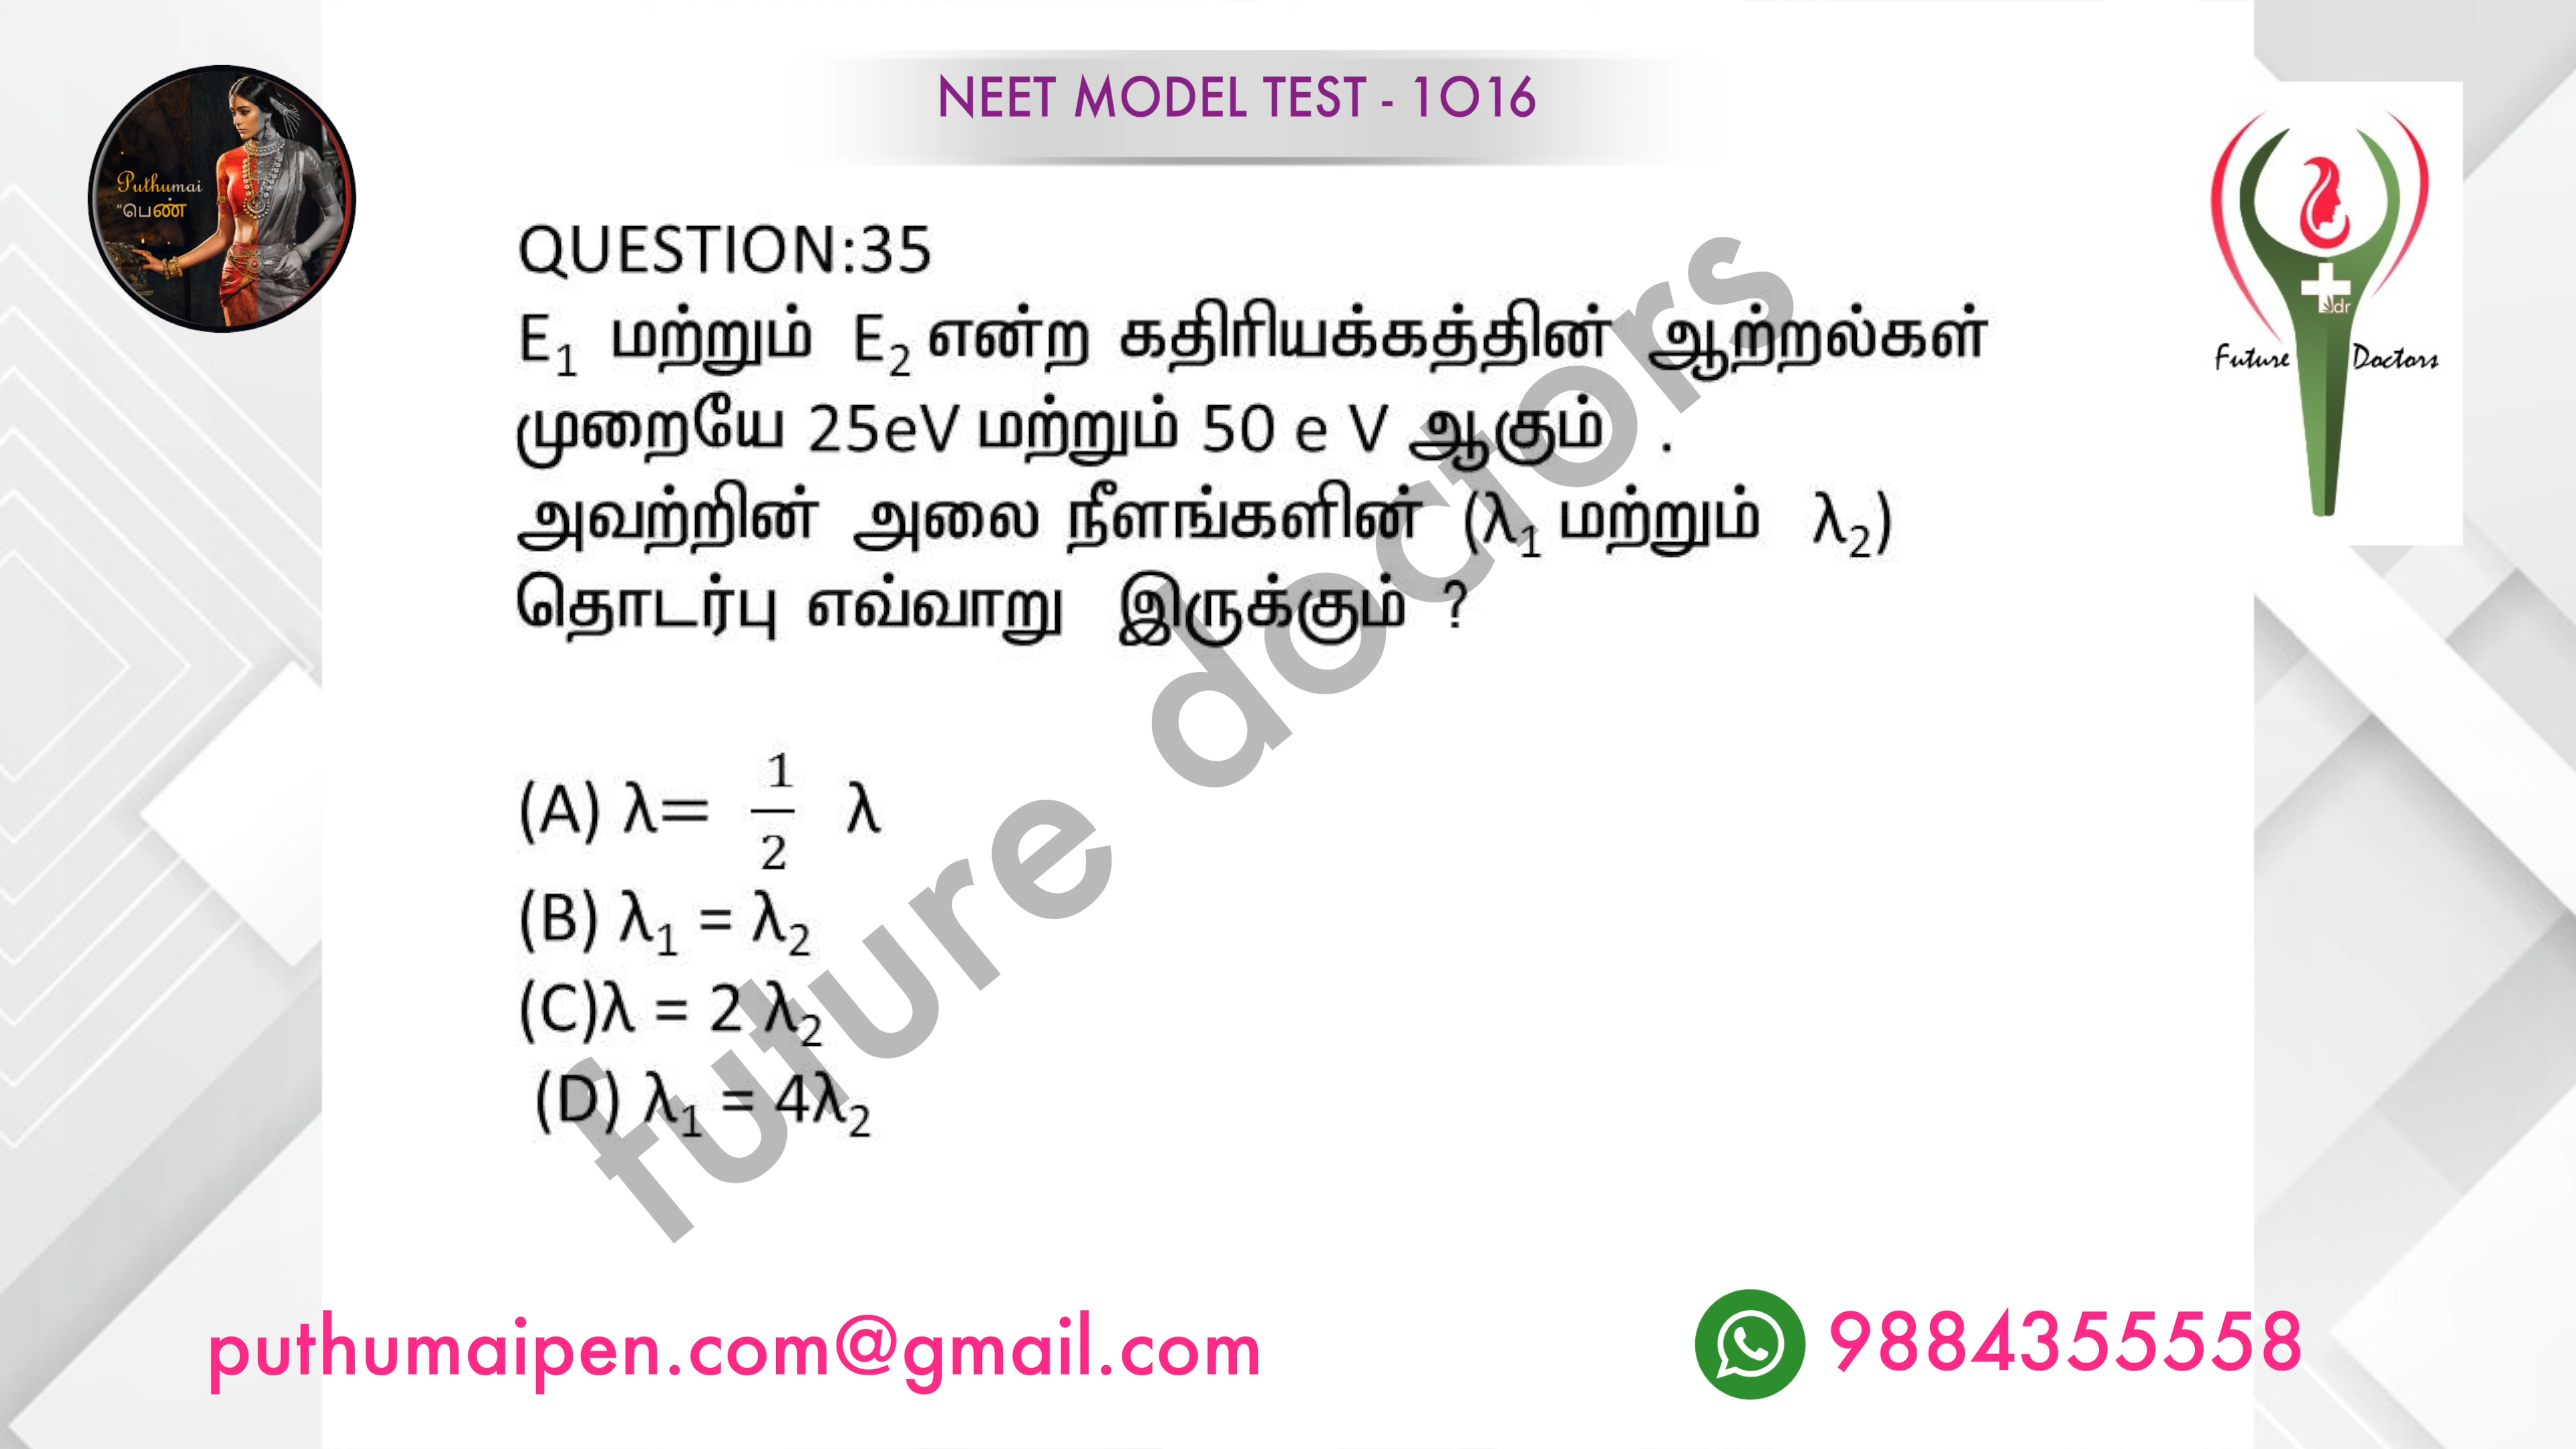 NEET MODEL TEST - 1O16
Puthumai
"பெண்
QUESTION:35
E₁ மற்றும் E₂ என்ற கதிரியக்கத்தின் ஆற்றல்கள்
முறையே 25eV மற்றும் 50 e V ஆகும் .
அவற்றின் அலை நீளங்களின் (λ₁ மற்றும் λ₂)
தொடர்பு எவ்வாறு இருக்கும் ?
(A) λ= 1/2 λ
(B) λ₁ = λ₂
(C)λ = 2 λ₂
(D) λ₁ = 4λ₂
future doctors
dr
Future Doctors
puthumaipen.com@gmail.com
9884355558